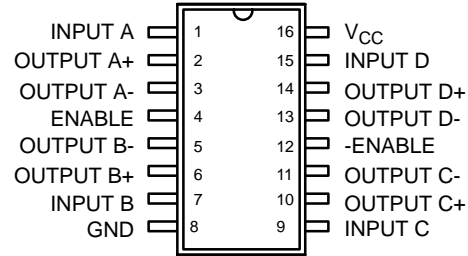 INPUT A 1 16 VCC
OUTPUT A+ 2 15 INPUT D
OUTPUT A- 3 14 OUTPUT D+
ENABLE 4 13 OUTPUT D-
OUTPUT B- 5 12 -ENABLE
OUTPUT B+ 6 11 OUTPUT C-
INPUT B 7 10 OUTPUT C+
GND 8 9 INPUT C